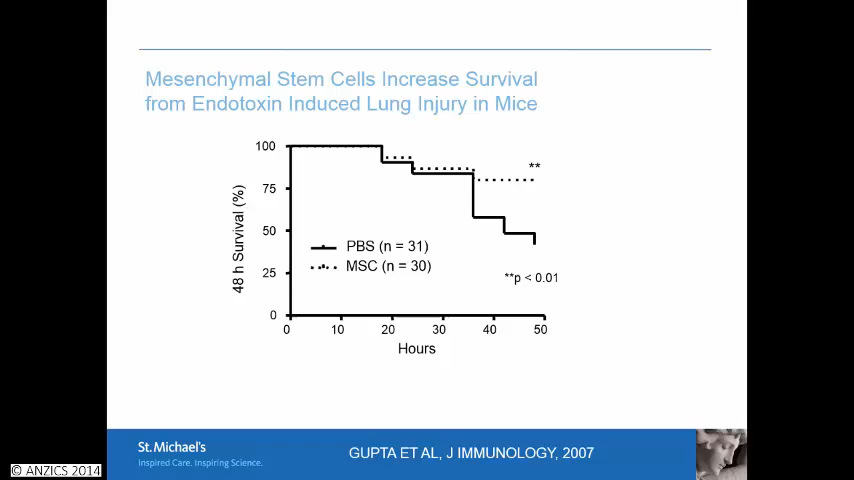 Mesenchymal Stem Cells Increase Survival
from Endotoxin Induced Lung Injury in Mice
100
75
50
25
0
48 h Survival (%)
**
PBS (n = 31)
MSC (n = 30)
**p < 0.01
0 10 20 30 40 50
Hours
St. Michael's
Inspired Care. Inspiring Science.
GUPTA ET AL, J IMMUNOLOGY, 2007
© ANZICS 2014